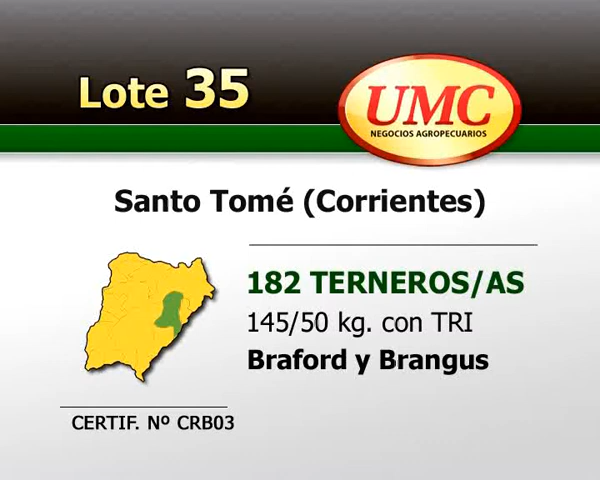 Lote 35
UMC
NEGOCIOS AGROPECUARIOS
Santo Tomé (Corrientes)
182 TERNEROS/AS
145/50 kg. con TRI
Braford y Brangus
CERTIF. Nº CRB03